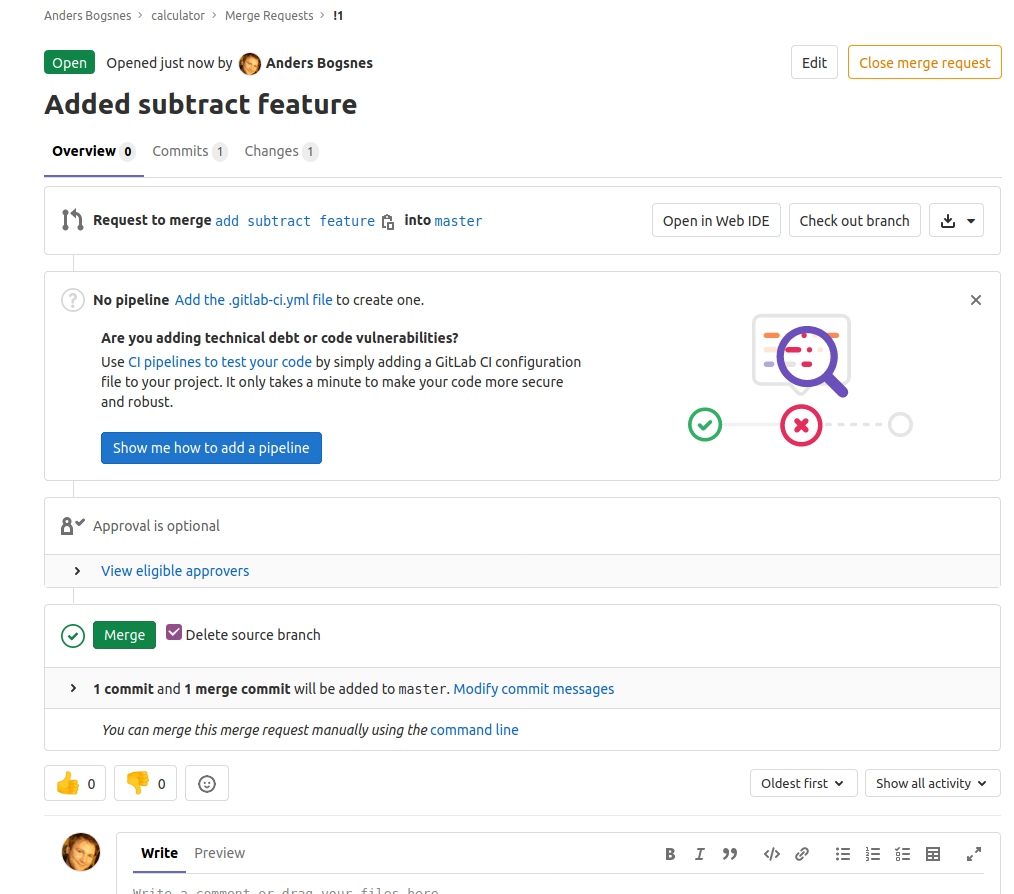 Anders Bogsnes › calculator › Merge Requests › !1
Open Opened just now by Anders Bogsnes Edit Close merge request
Added subtract feature
Overview 0 Commits 1 Changes 1
Request to merge add subtract feature into master Open in Web IDE Check out branch
No pipeline Add the .gitlab-ci.yml file to create one.
Are you adding technical debt or code vulnerabilities?
Use CI pipelines to test your code by simply adding a GitLab CI configuration
file to your project. It only takes a minute to make your code more secure
and robust.
Show me how to add a pipeline
Approval is optional
View eligible approvers
Merge Delete source branch
1 commit and 1 merge commit will be added to master. Modify commit messages
You can merge this merge request manually using the command line
0 0 Oldest first Show all activity
Write Preview
Write a comment or drag your files here